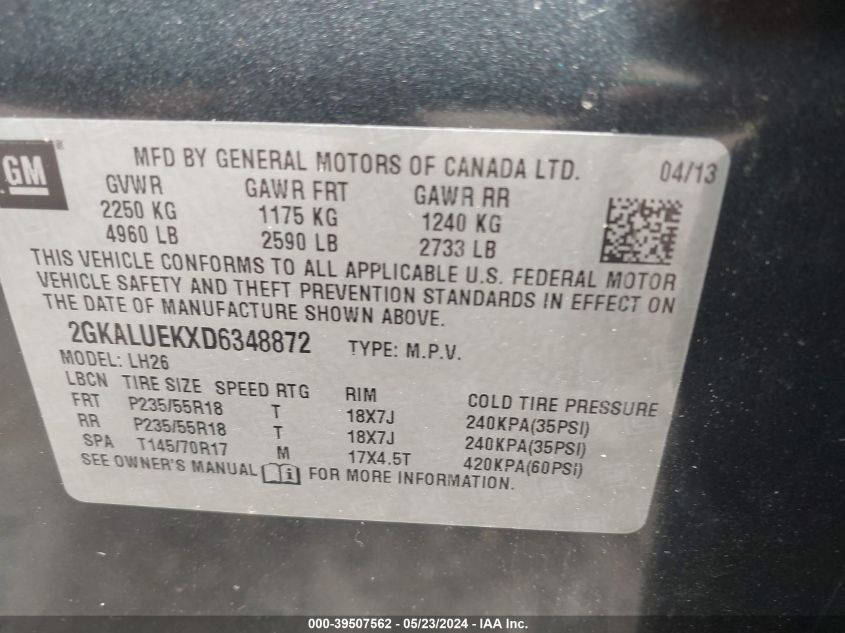 GM
MFD BY GENERAL MOTORS OF CANADA LTD. 04/13
GVWR GAWR FRT GAWR RR
2250 KG 1175 KG 1240 KG
4960 LB 2590 LB 2733 LB
THIS VEHICLE CONFORMS TO ALL APPLICABLE U.S. FEDERAL MOTOR
VEHICLE SAFETY AND THEFT PREVENTION STANDARDS IN EFFECT ON
THE DATE OF MANUFACTURE SHOWN ABOVE.
2GKALUEKXD6348872 TYPE: M.P.V.
MODEL: LH26
LBCN TIRE SIZE SPEED RTG RIM COLD TIRE PRESSURE
FRT P235/55R18 T 18X7J 240KPA(35PSI)
RR P235/55R18 T 18X7J 240KPA(35PSI)
SPA T145/70R17 M 17X4.5T 420KPA(60PSI)
SEE OWNER'S MANUAL FOR MORE INFORMATION.
000-39507562 - 05/23/2024 - IAA Inc.